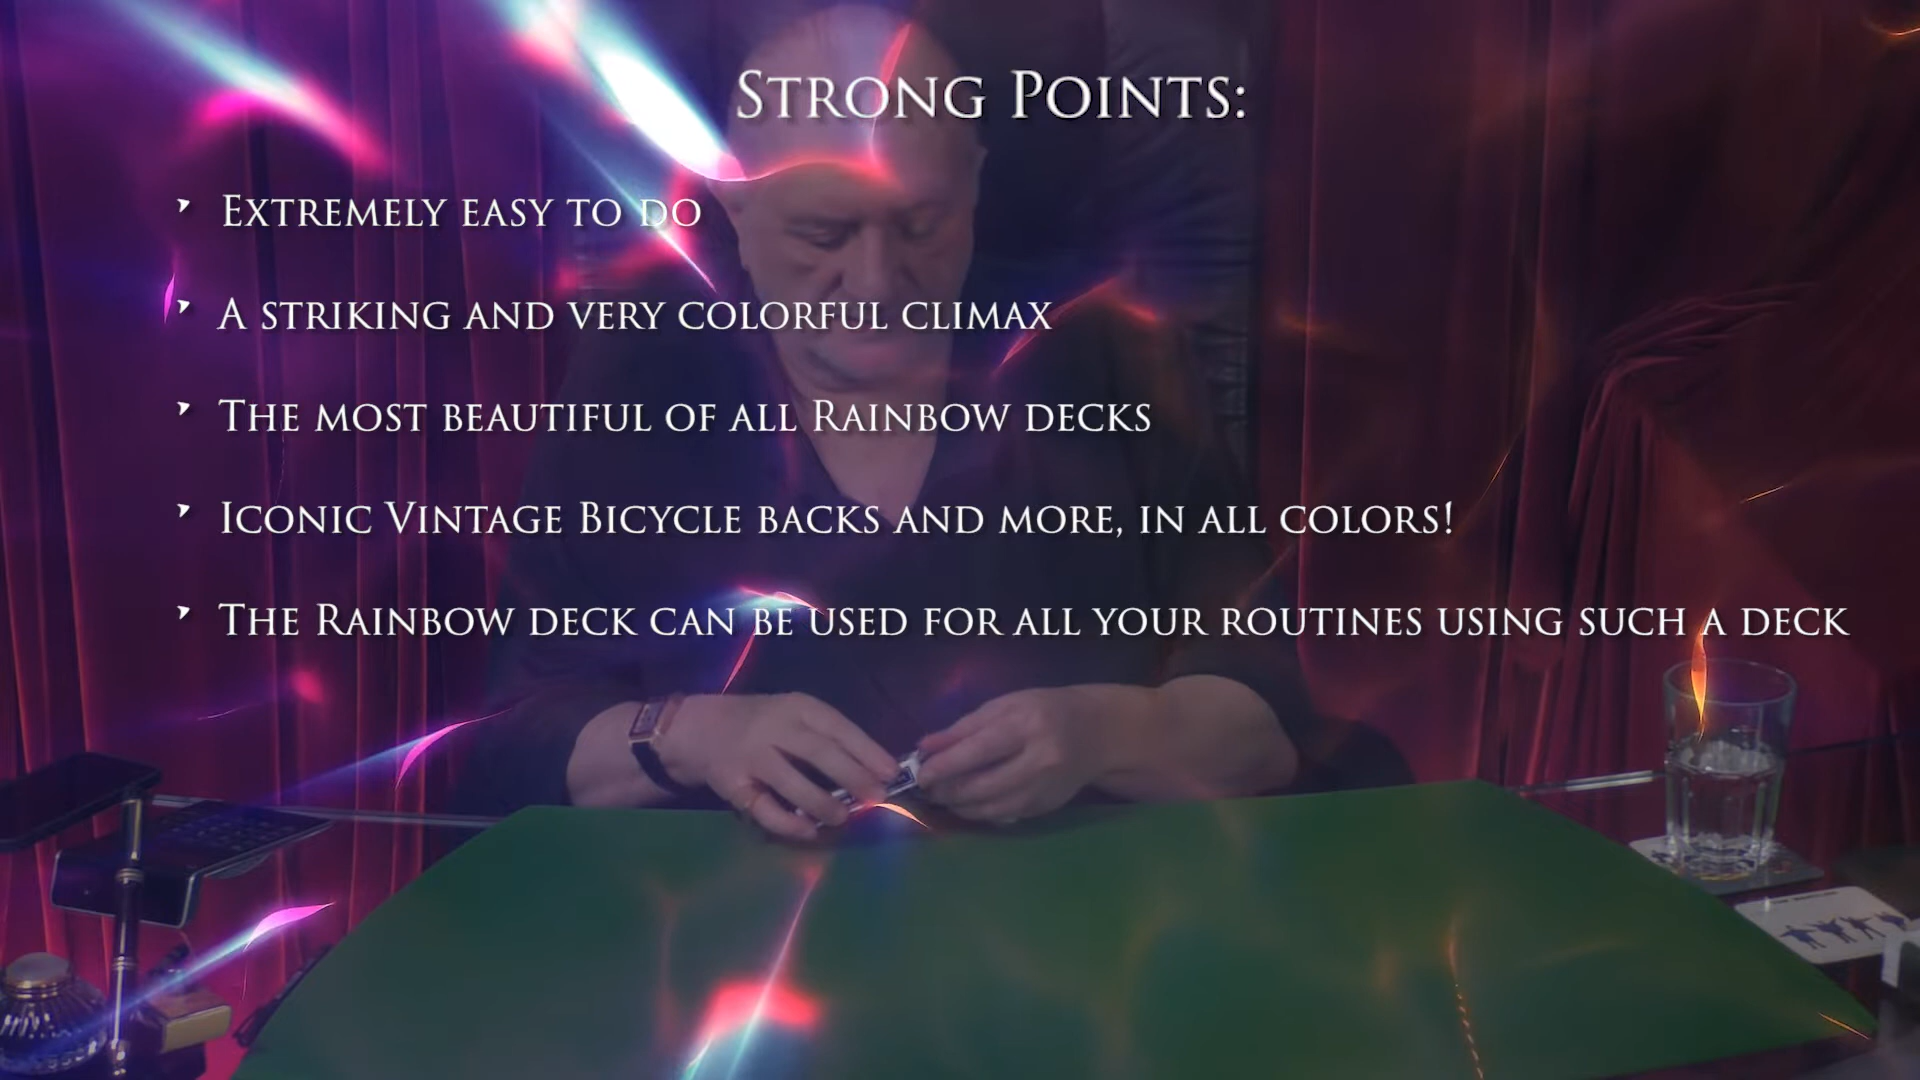 Strong Points:
Extremely easy to do
A striking and very colorful climax
The most beautiful of all Rainbow decks
Iconic Vintage Bicycle backs and more, in all colors!
The Rainbow deck can be used for all your routines using such a deck